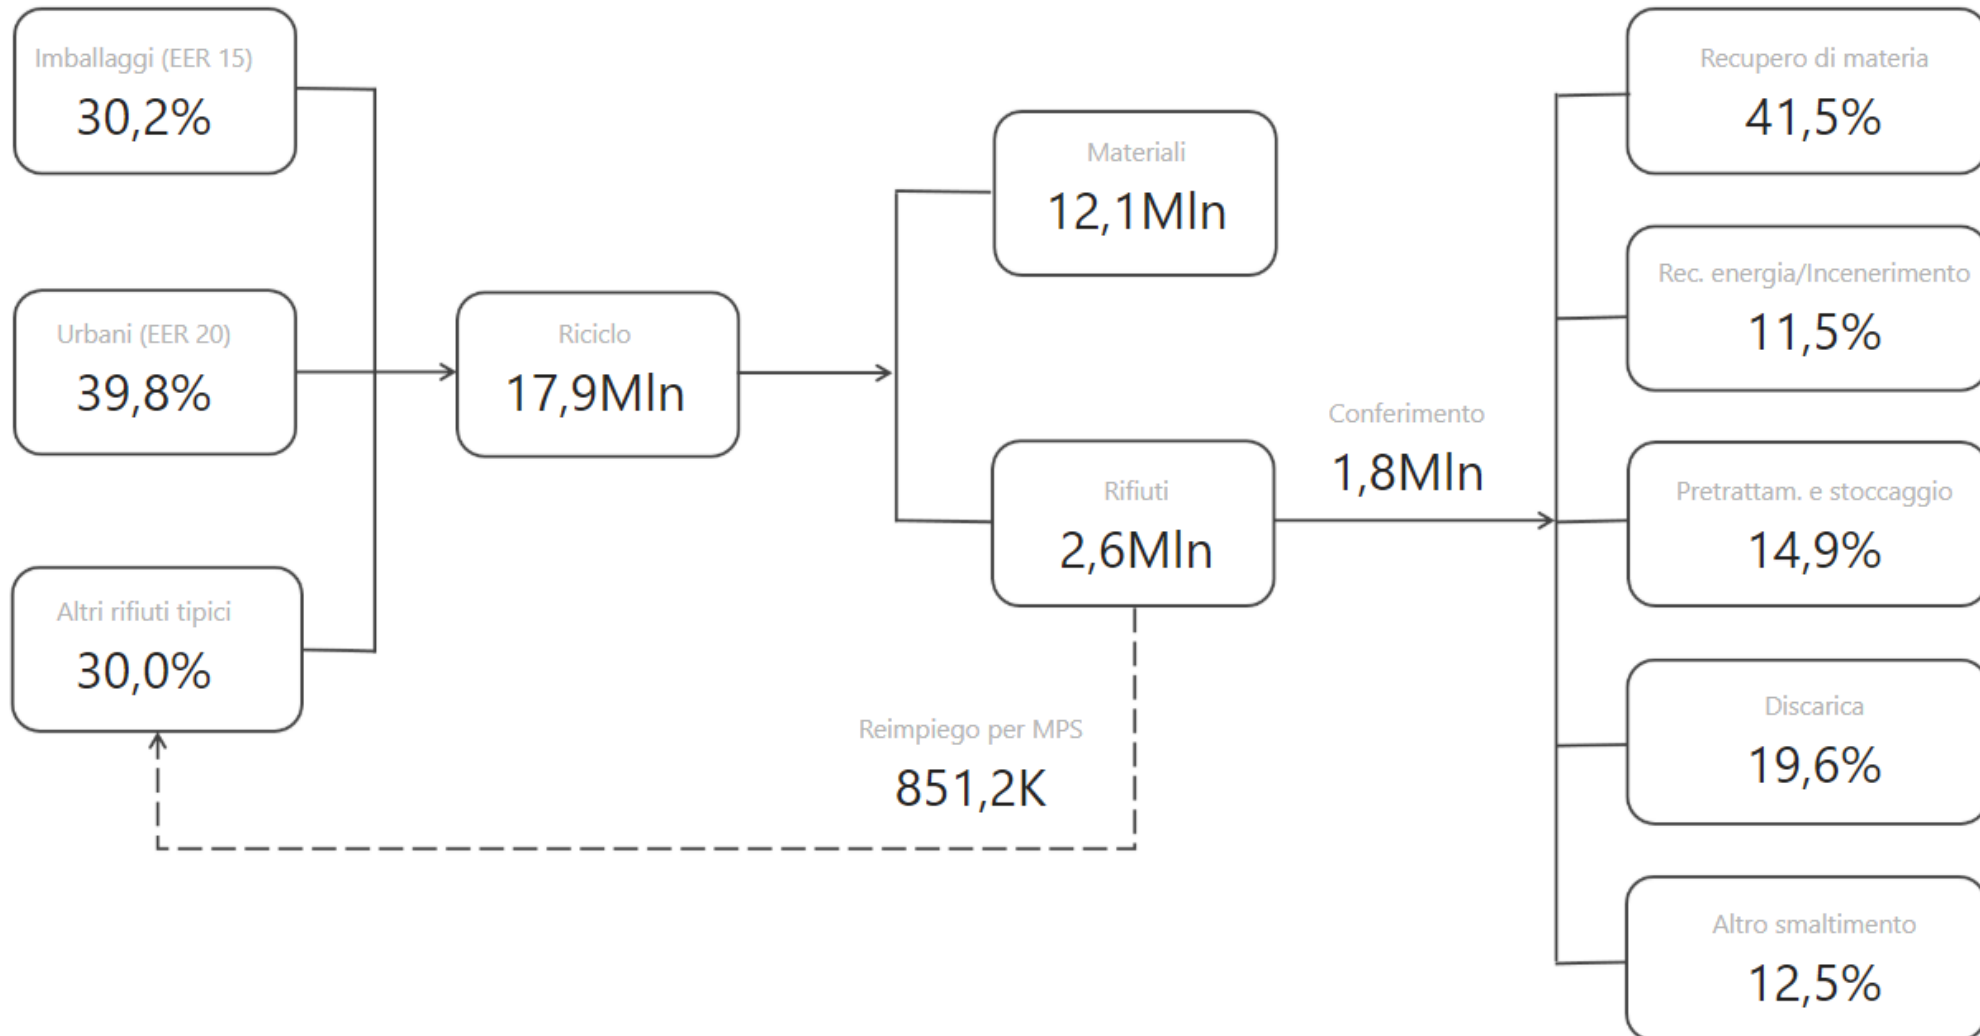 Imballaggi (EER 15)
30,2%
Urbani (EER 20)
39,8%
Altri rifiuti tipici
30,0%
Riciclo
17,9Mln
Materiali
12,1Mln
Rifiuti
2,6Mln
Reimpiego per MPS
851,2K
Conferimento
1,8Mln
Recupero di materia
41,5%
Rec. energia/Incenerimento
11,5%
Pretrattam. e stoccaggio
14,9%
Discarica
19,6%
Altro smaltimento
12,5%